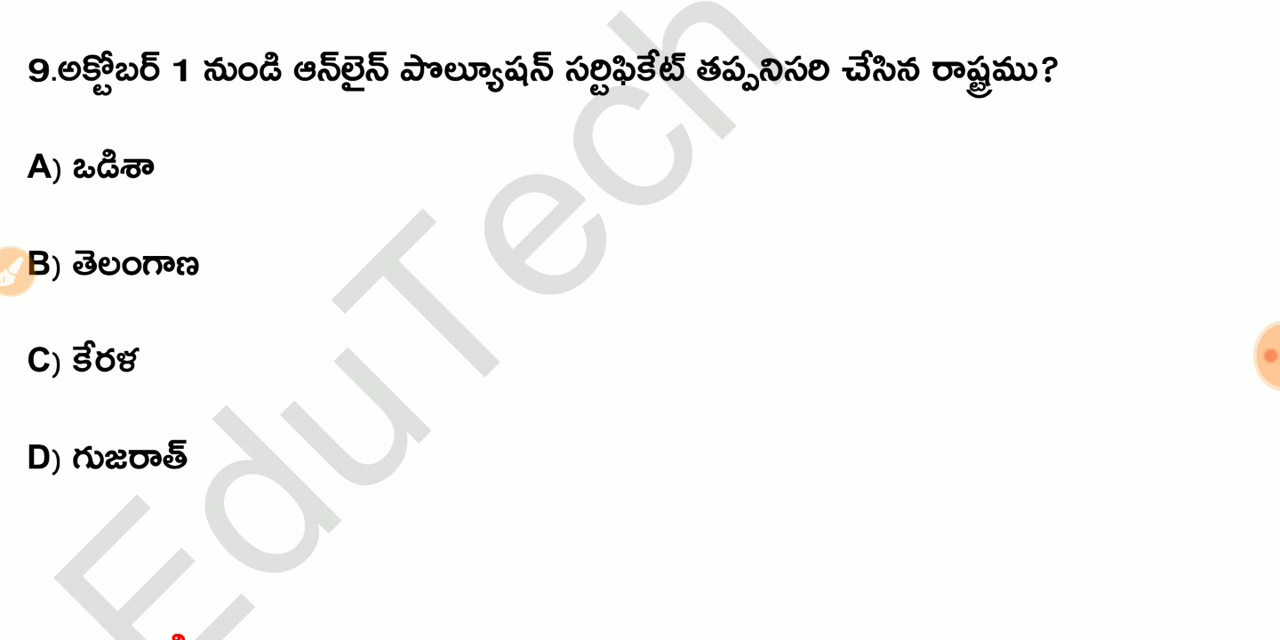 9.అక్టోబర్ 1 నుండి ఆన్‌లైన్ పొల్యూషన్ సర్టిఫికేట్ తప్పనిసరి చేసిన రాష్ట్రము?
A) ఒడిశా
B) తెలంగాణ
C) కేరళ
D) గుజరాత్
EduTech